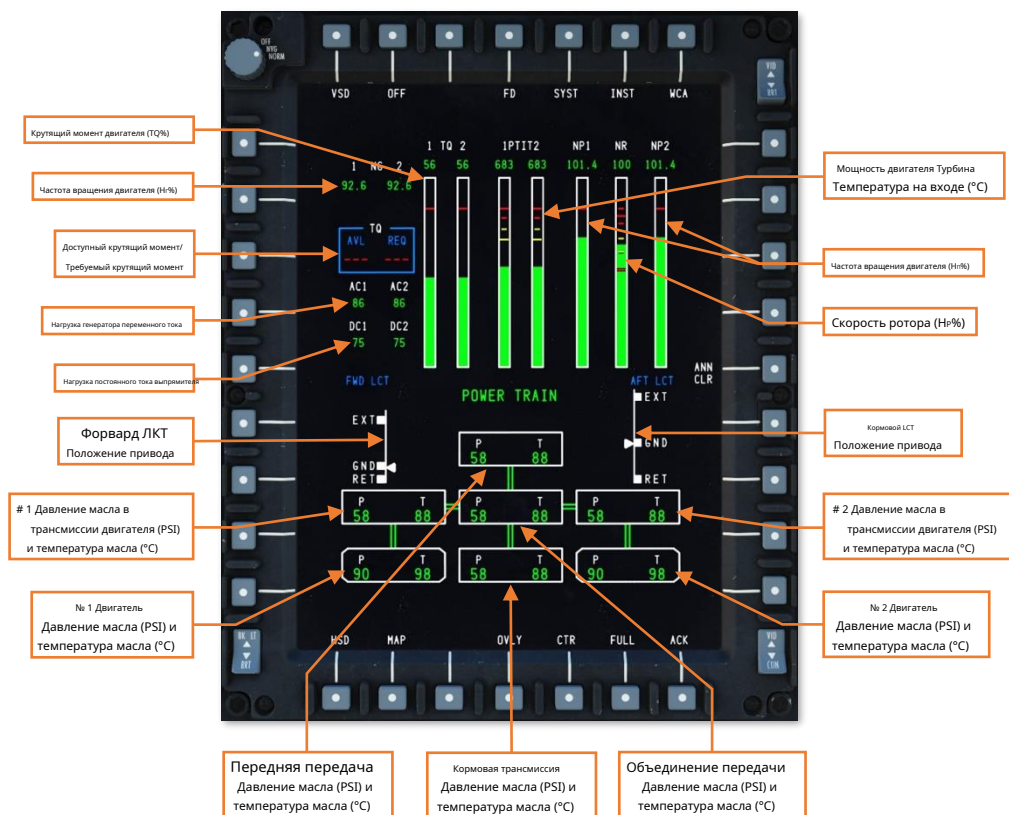 OFF
NVG
NORM
VSD OFF FD SYST INST WCA
VID
BRT
1 TQ 2 1PTIT2 NP1 NR NP2
56 56 683 683 101.4 100 101.4
1 NG 2
92.6 92.6
TQ
AVL REQ
--- ---
AC1 AC2
86 86
DC1 DC2
75 75
FWD LCT
AFT LCT
ANN
CLR
POWER TRAIN
EXT
GND
RET
EXT
GND
RET
P T
58 88
P T
58 88
P T
58 88
P T
58 88
P T
90 98
P T
58 88
P T
90 98
BK LT
BRT
HSD MAP OVLY CTR FULL ACK
VID
CTN
Крутящий момент двигателя (TQ%)
Частота вращения двигателя (Нг%)
Доступный крутящий момент/
Требуемый крутящий момент
Нагрузка генератора переменного тока
Нагрузка постоянного тока выпрямителя
Форвард ЛКТ
Положение привода
# 1 Давление масла в
трансмиссии двигателя (PSI)
и температура масла (°C)
№ 1 Двигатель
Давление масла (PSI) и
температура масла (°C)
Мощность двигателя Турбина
Температура на входе (°C)
Частота вращения двигателя (Нп%)
Скорость ротора (НР%)
Кормовой LCT
Положение привода
# 2 Давление масла в
трансмиссии двигателя (PSI)
и температура масла (°C)
№ 2 Двигатель
Давление масла (PSI) и
температура масла (°C)
Передняя передача
Давление масла (PSI) и
температура масла (°C)
Кормовая трансмиссия
Давление масла (PSI) и
температура масла (°C)
Объединение передачи
Давление масла (PSI) и
температура масла (°C)